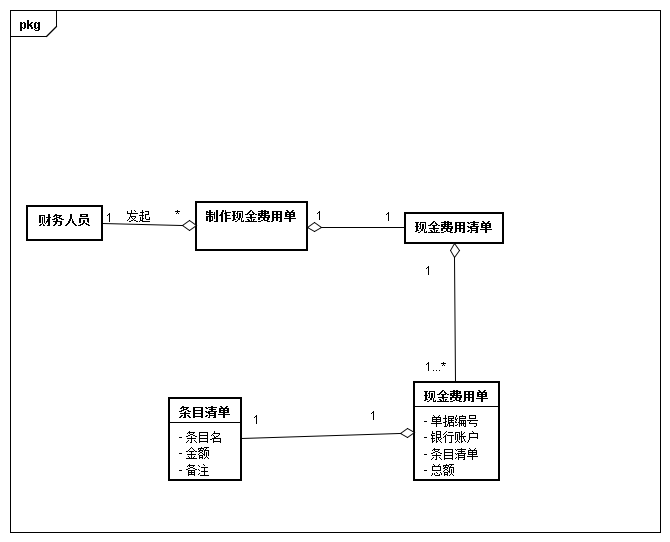 pkg
财务人员
1
发起
*
制作现金费用单
1
1
现金费用清单
1
1...*
现金费用单
- 单据编号
- 银行账户
- 条目清单
- 总额
1
1
条目清单
- 条目名
- 金额
- 备注